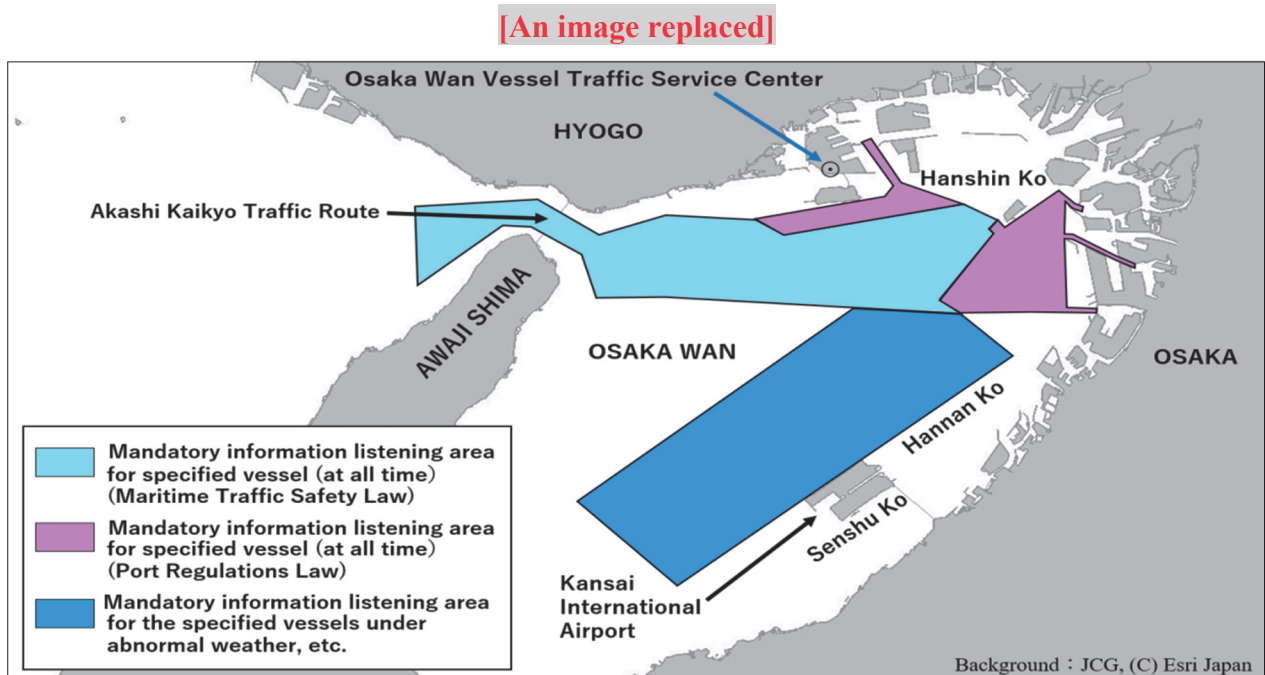 [An image replaced]
Osaka Wan Vessel Traffic Service Center
HYOGO
Hanshin Ko
Akashi Kaikyo Traffic Route
AWAJI SHIMA
OSAKA WAN
OSAKA
Hannan Ko
Senshu Ko
Kansai
International
Airport
Mandatory information listening area
for specified vessel (at all time)
(Maritime Traffic Safety Law)
Mandatory information listening area
for specified vessel (at all time)
(Port Regulations Law)
Mandatory information listening area
for the specified vessels under
abnormal weather, etc.
Background：JCG, (C) Esri Japan